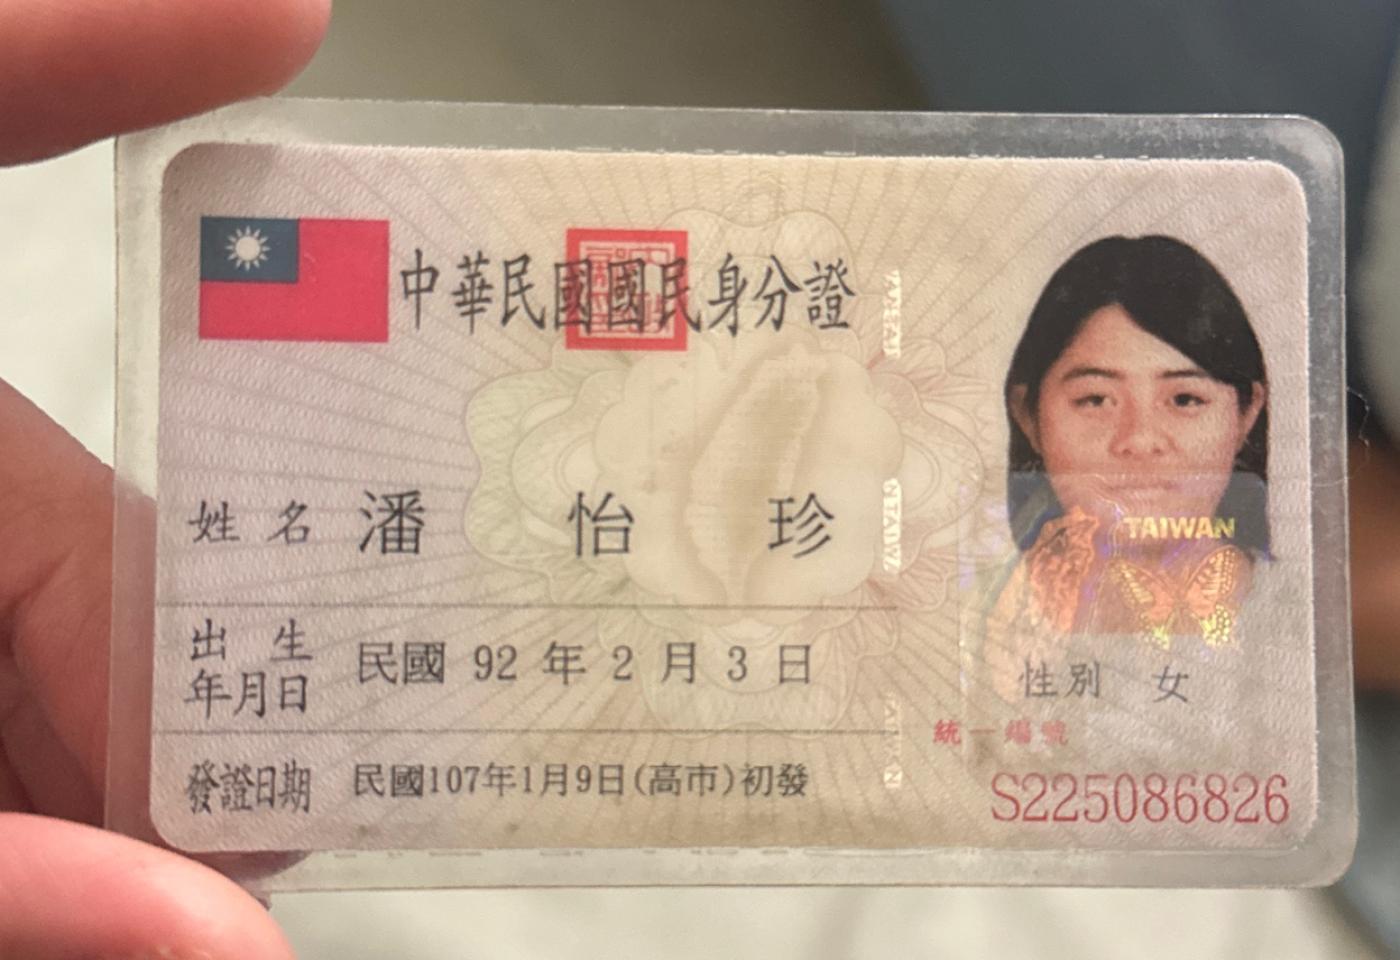 中華民國國民身分證
姓名 潘怡珍
出生年月日 民國 92 年 2 月 3 日
發證日期 民國107年1月9日(高市)初發
TAIWAN
性別 女
統一編號
S225086826